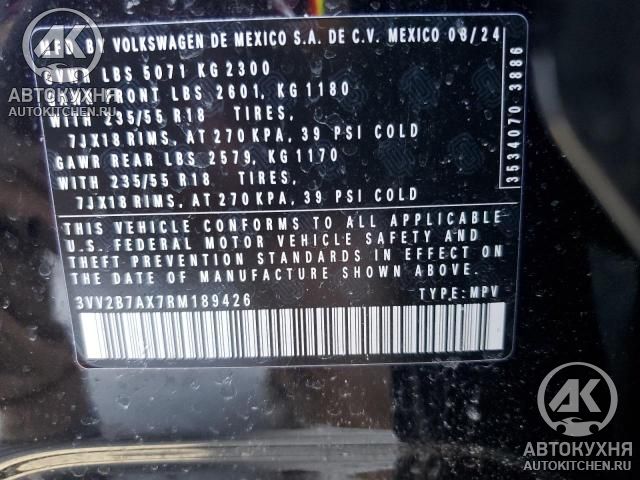 MFG. BY VOLKSWAGEN DE MEXICO S.A. DE C.V. MEXICO 08/24
GVWR LBS 5071 KG 2300
GAWR FRONT LBS 2601, KG 1180
WITH 235/55 R18 TIRES,
7JX18 RIMS, AT 270 KPA, 39 PSI COLD
GAWR REAR LBS 2579, KG 1170
WITH 235/55 R18 TIRES,
7JX18 RIMS, AT 270 KPA, 39 PSI COLD
3534070 3886
THIS VEHICLE CONFORMS TO ALL APPLICABLE
U.S. FEDERAL MOTOR VEHICLE SAFETY AND
THEFT PREVENTION STANDARDS IN EFFECT ON
THE DATE OF MANUFACTURE SHOWN ABOVE.
3VV2B7AX7RM189426 TYPE: MPV
АК
АВТОКУХНЯ
AUTOKITCHEN.RU
АК
АВТОКУХНЯ
AUTOKITCHEN.RU